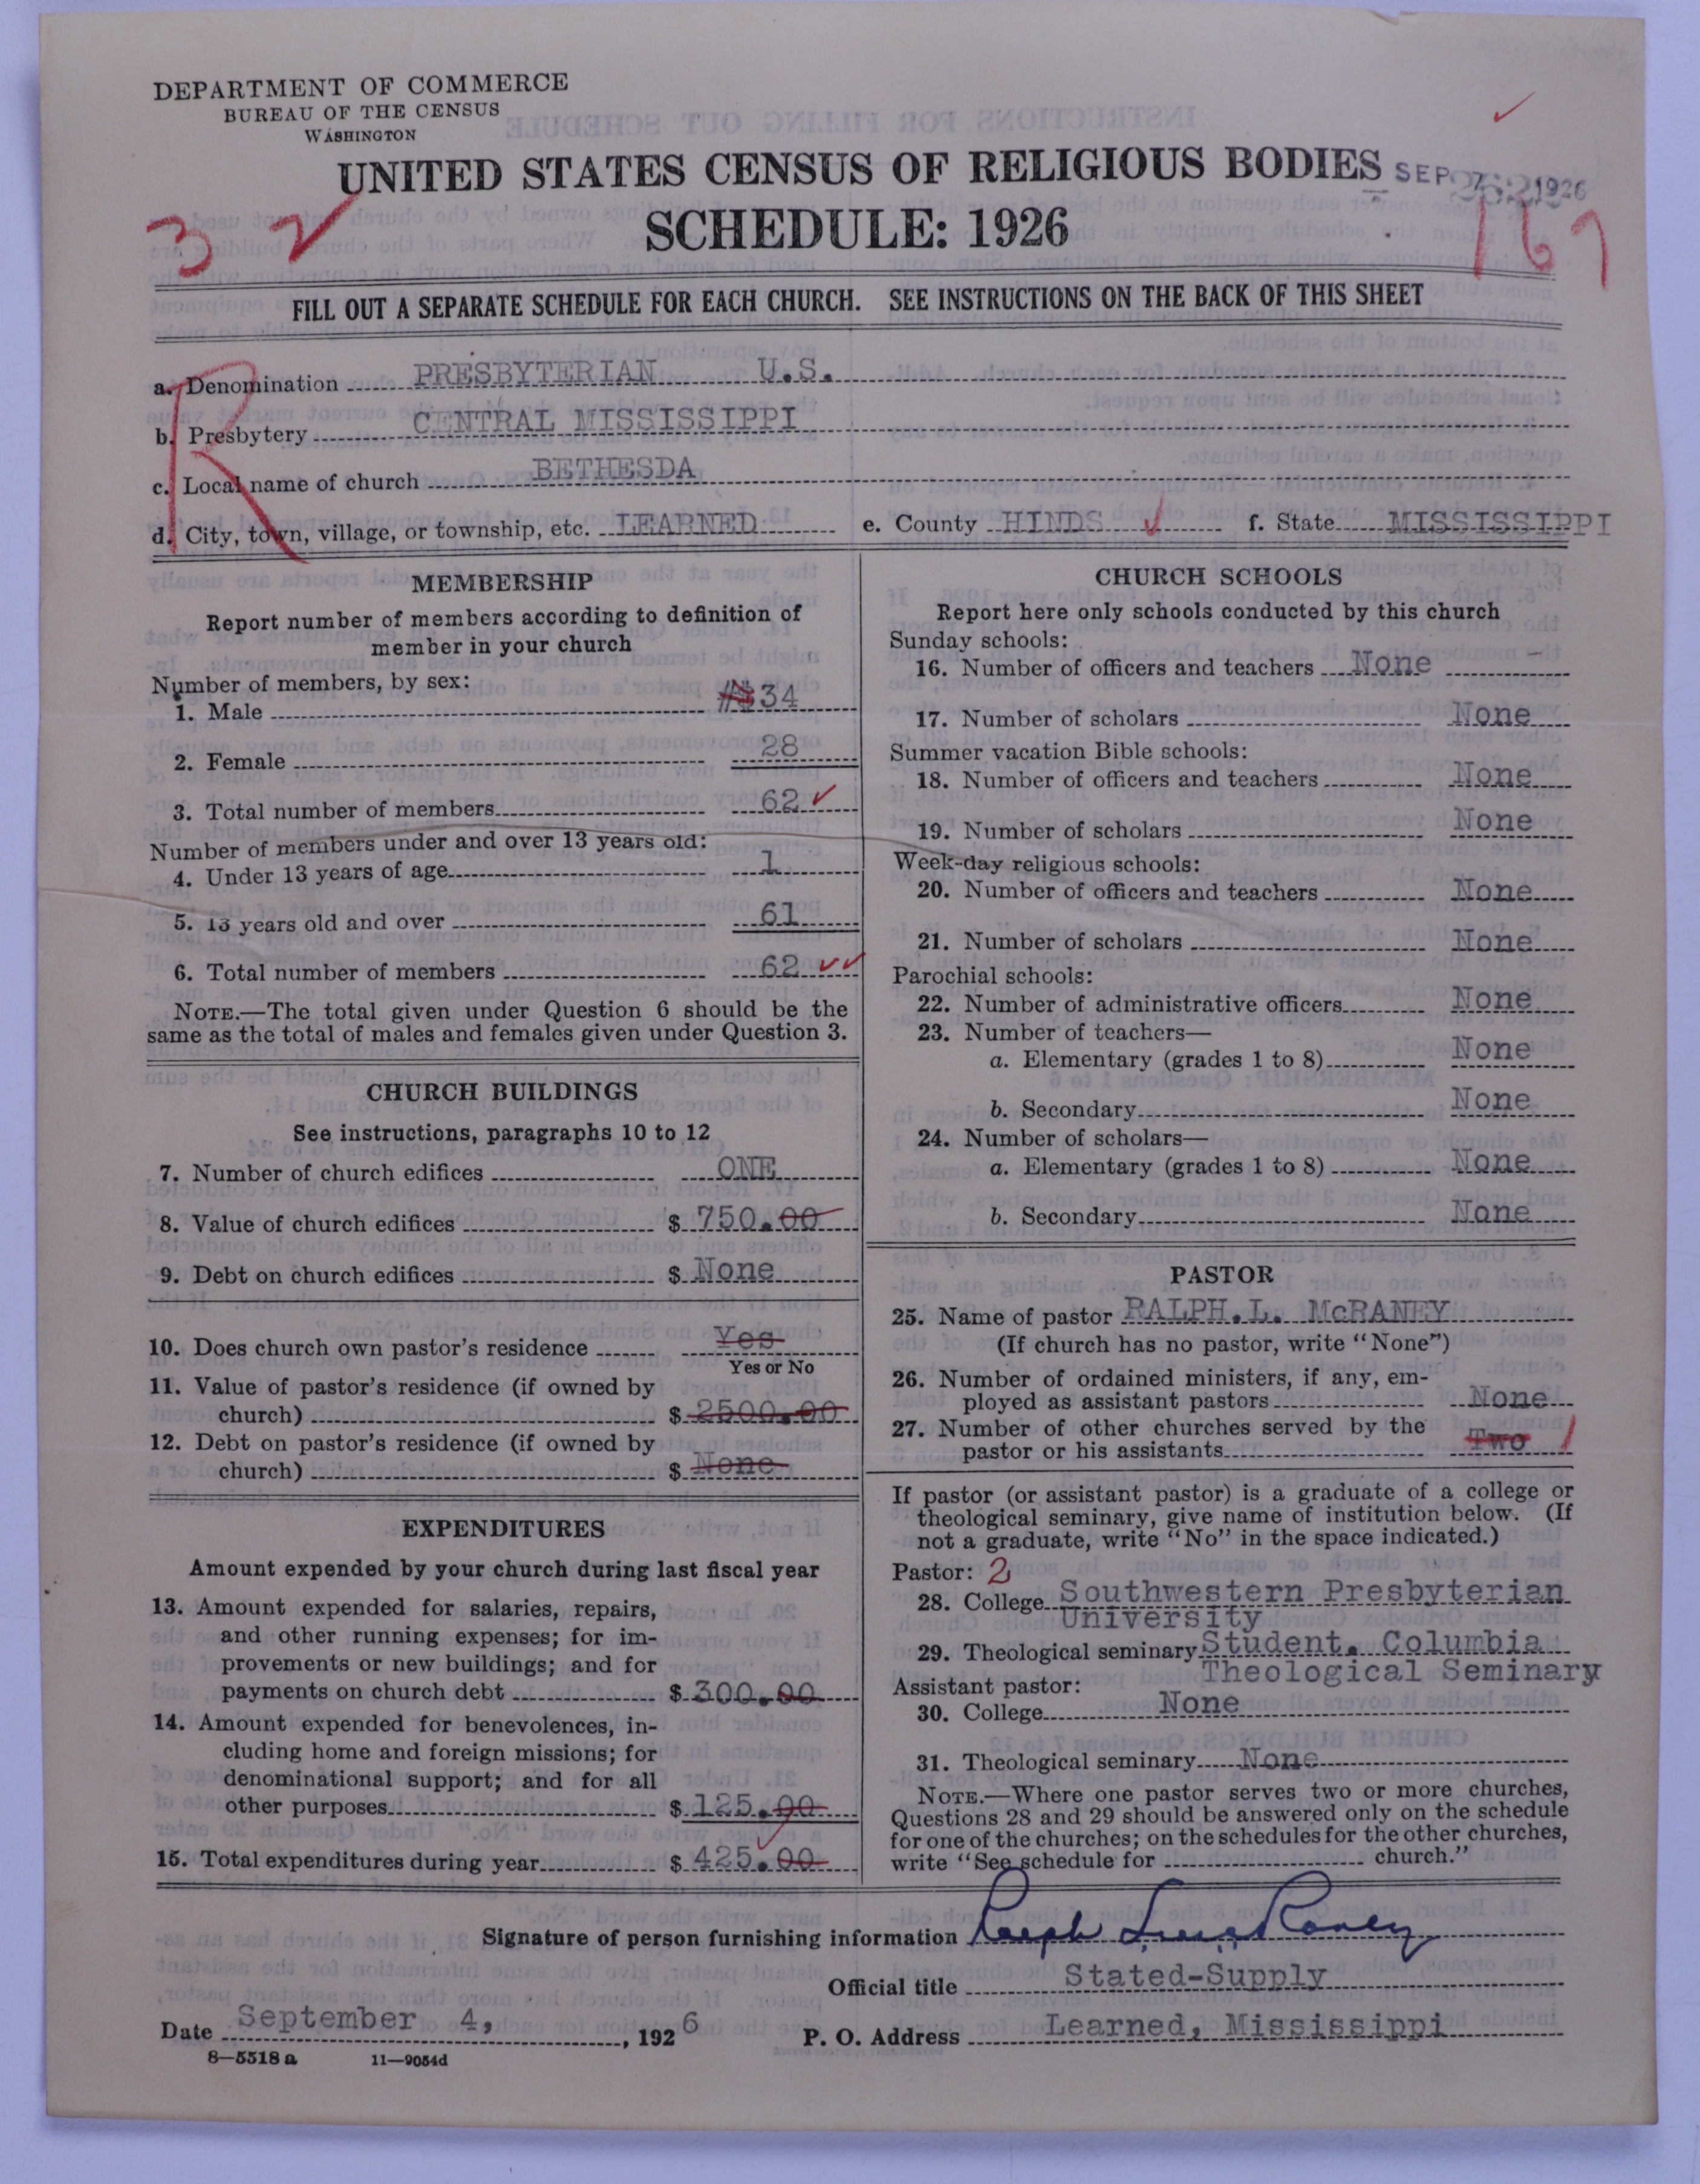 DEPARTMENT OF COMMERCE
BUREAU OF THE CENSUS
WASHINGTON
UNITED STATES CENSUS OF RELIGIOUS BODIES
SEP 1926
SCHEDULE: 1926
3 2
167
FILL OUT A SEPARATE SCHEDULE FOR EACH CHURCH. SEE INSTRUCTIONS ON THE BACK OF THIS SHEET
R
a. Denomination PRESBYTERIAN U.S.
b. Presbytery CENTRAL MISSISSIPPI
c. Local name of church BETHESDA
d. City, town, village, or township, etc. LEARNED e. County HINDS f. State MISSISSIPPI
MEMBERSHIP
Report number of members according to definition of
member in your church
Number of members, by sex:
1. Male 34
2. Female 28
3. Total number of members 62
Number of members under and over 13 years old:
4. Under 13 years of age 1
5. 13 years old and over 61
6. Total number of members 62
NOTE.—The total given under Question 6 should be the
same as the total of males and females given under Question 3.
CHURCH BUILDINGS
See instructions, paragraphs 10 to 12
7. Number of church edifices ONE
8. Value of church edifices $ 750.00
9. Debt on church edifices $ None
10. Does church own pastor's residence Yes
Yes or No
11. Value of pastor's residence (if owned by
church) $ 2500.00
12. Debt on pastor's residence (if owned by
church) $ None
EXPENDITURES
Amount expended by your church during last fiscal year
13. Amount expended for salaries, repairs,
and other running expenses; for im-
provements or new buildings; and for
payments on church debt $ 300.00
14. Amount expended for benevolences, in-
cluding home and foreign missions; for
denominational support; and for all
other purposes $ 125.00
15. Total expenditures during year $ 425.00
CHURCH SCHOOLS
Report here only schools conducted by this church
Sunday schools:
16. Number of officers and teachers None
17. Number of scholars None
Summer vacation Bible schools:
18. Number of officers and teachers None
19. Number of scholars None
Week-day religious schools:
20. Number of officers and teachers None
21. Number of scholars None
Parochial schools:
22. Number of administrative officers None
23. Number of teachers—
a. Elementary (grades 1 to 8) None
b. Secondary None
24. Number of scholars—
a. Elementary (grades 1 to 8) None
b. Secondary None
PASTOR
25. Name of pastor RALPH.L. McRANEY
(If church has no pastor, write "None")
26. Number of ordained ministers, if any, em-
ployed as assistant pastors None
27. Number of other churches served by the
pastor or his assistants Two 1
If pastor (or assistant pastor) is a graduate of a college or
theological seminary, give name of institution below. (If
not a graduate, write "No" in the space indicated.)
Pastor: 2
28. College Southwestern Presbyterian
University
29. Theological seminary Student. Columbia
Theological Seminary
Assistant pastor:
30. College None
31. Theological seminary None
NOTE.—Where one pastor serves two or more churches,
Questions 28 and 29 should be answered only on the schedule
for one of the churches; on the schedules for the other churches,
write "See schedule for church."
Signature of person furnishing information Ralph
Official title Stated-Supply
Date September 4, 1926 P. O. Address Learned, Mississippi
8—5518 a 11—9054d